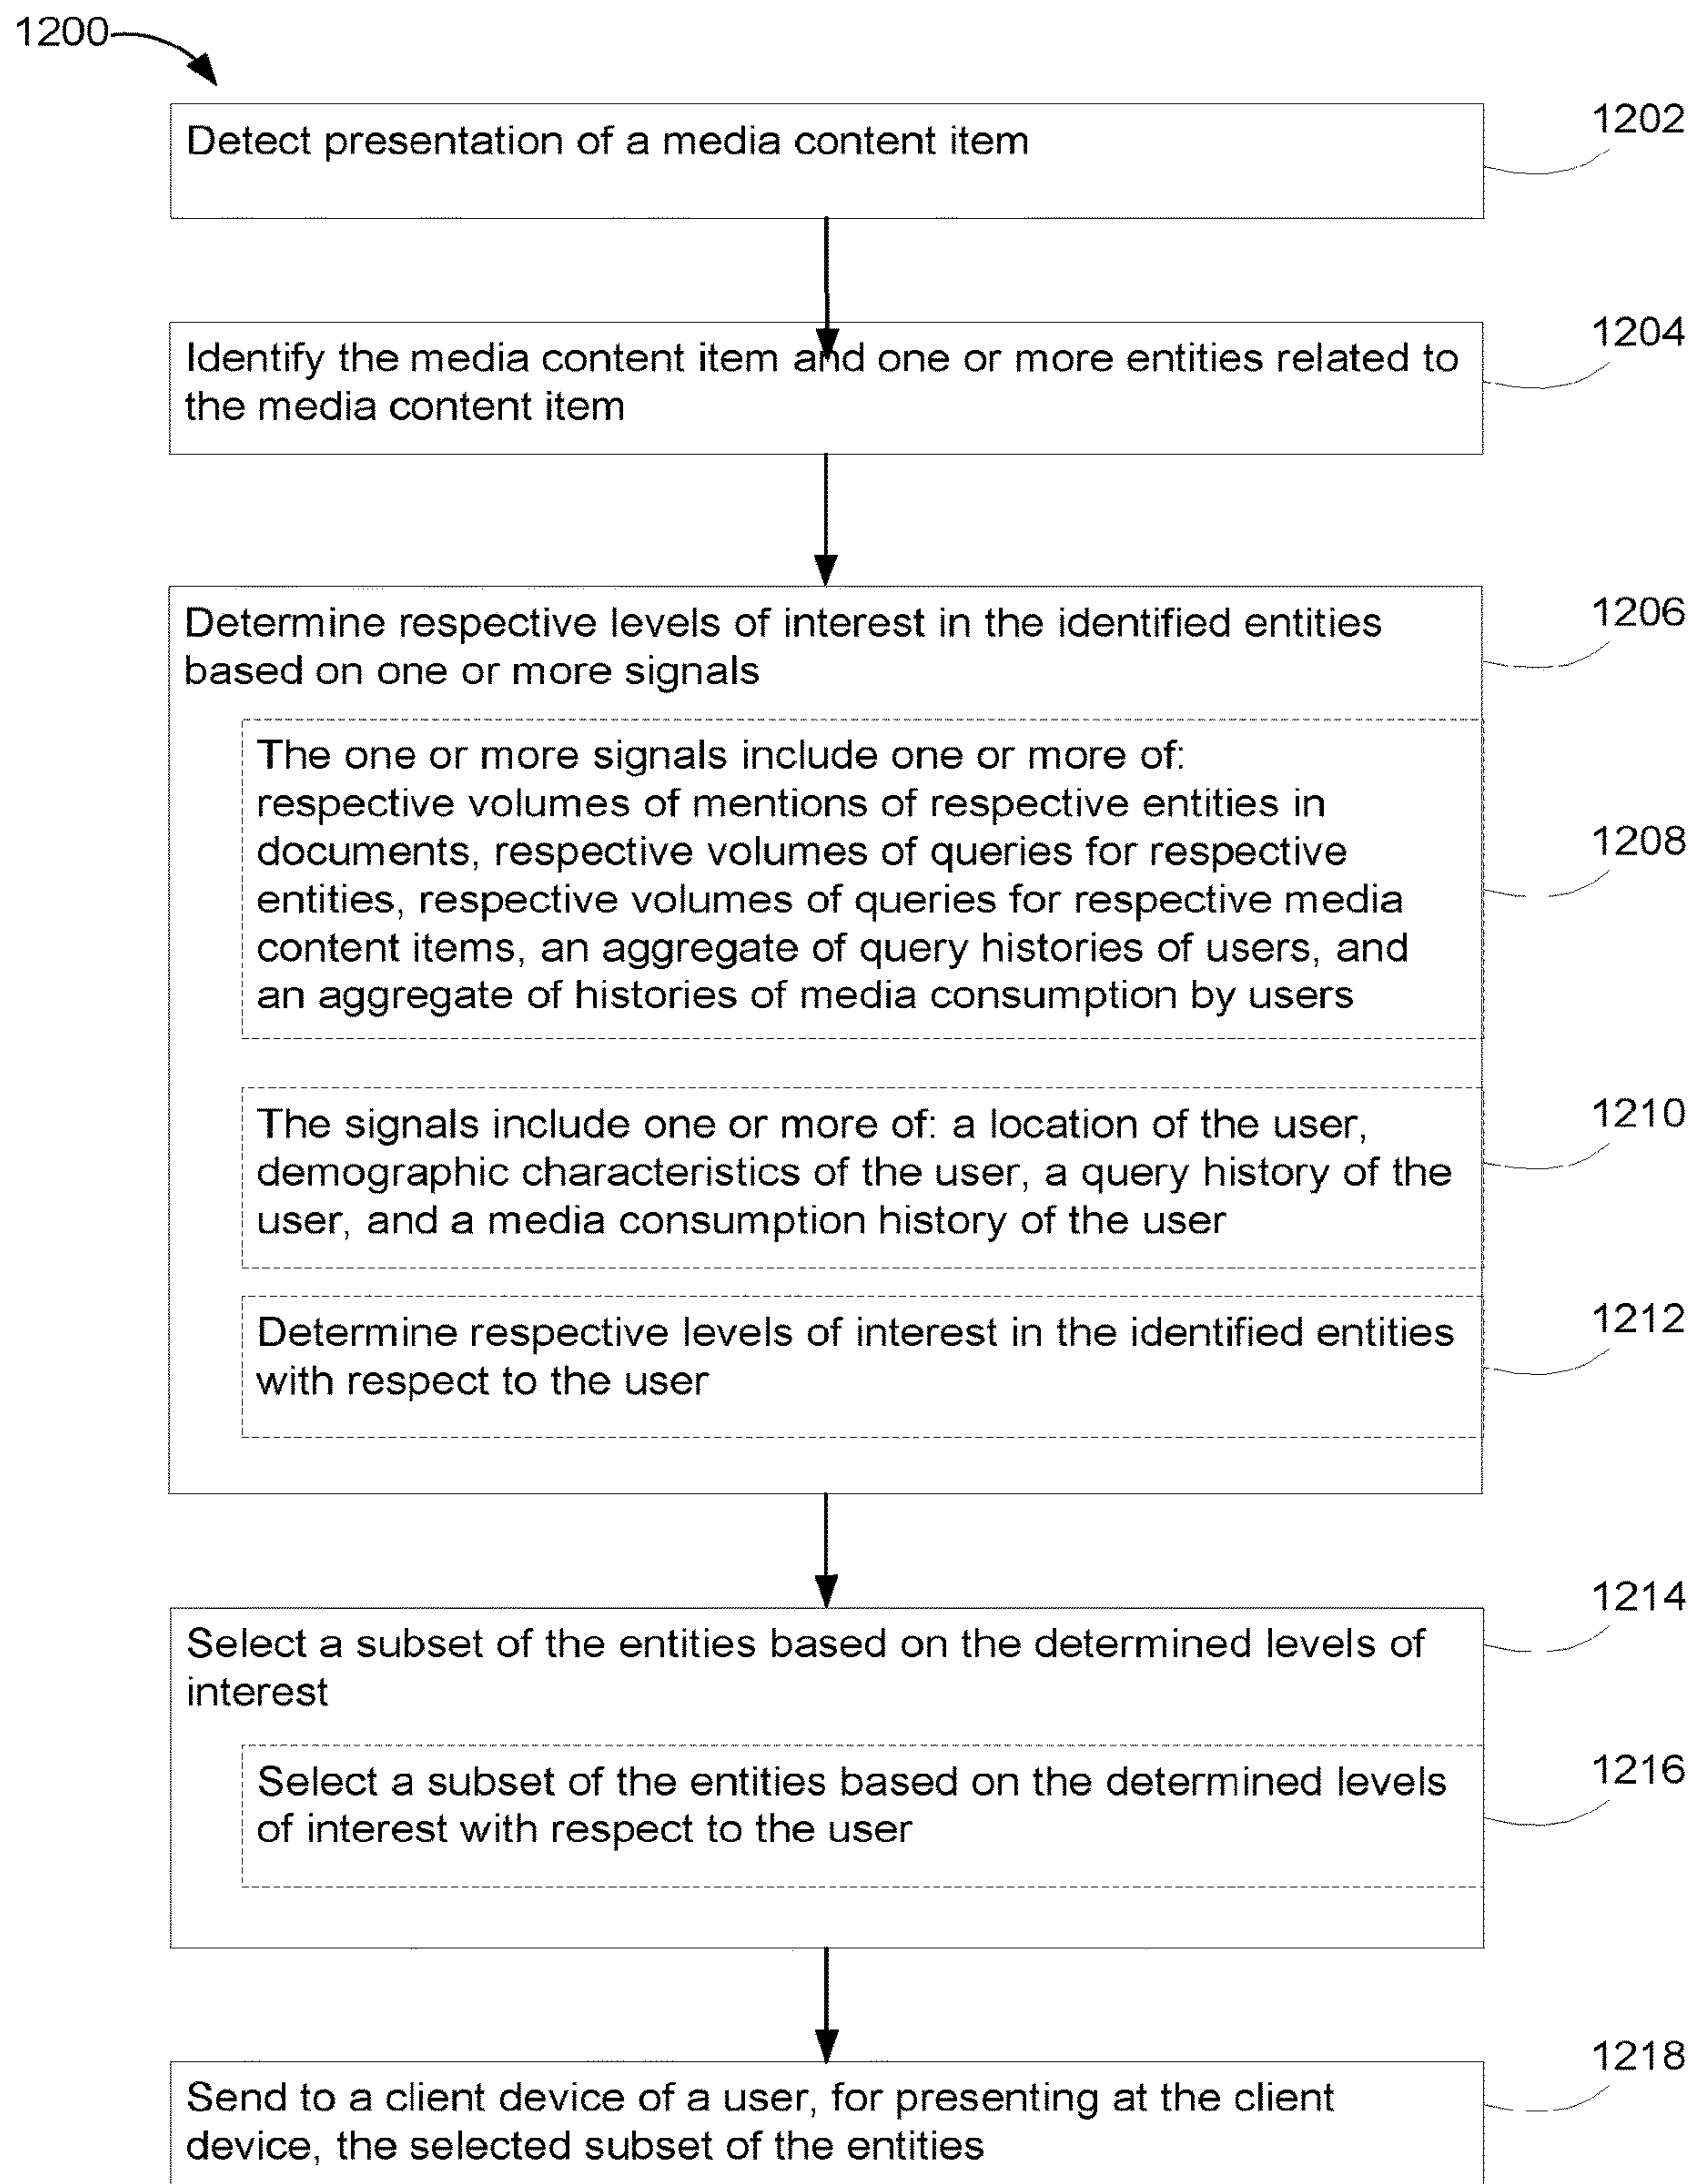 1200
Detect presentation of a media content item
1202
Identify the media content item and one or more entities related to
the media content item
1204
Determine respective levels of interest in the identified entities
based on one or more signals
1206
The one or more signals include one or more of:
respective volumes of mentions of respective entities in
documents, respective volumes of queries for respective
entities, respective volumes of queries for respective media
content items, an aggregate of query histories of users, and
an aggregate of histories of media consumption by users
1208
The signals include one or more of: a location of the user,
demographic characteristics of the user, a query history of the
user, and a media consumption history of the user
1210
Determine respective levels of interest in the identified entities
with respect to the user
1212
Select a subset of the entities based on the determined levels of
interest
1214
Select a subset of the entities based on the determined levels
of interest with respect to the user
1216
Send to a client device of a user, for presenting at the client
device, the selected subset of the entities
1218